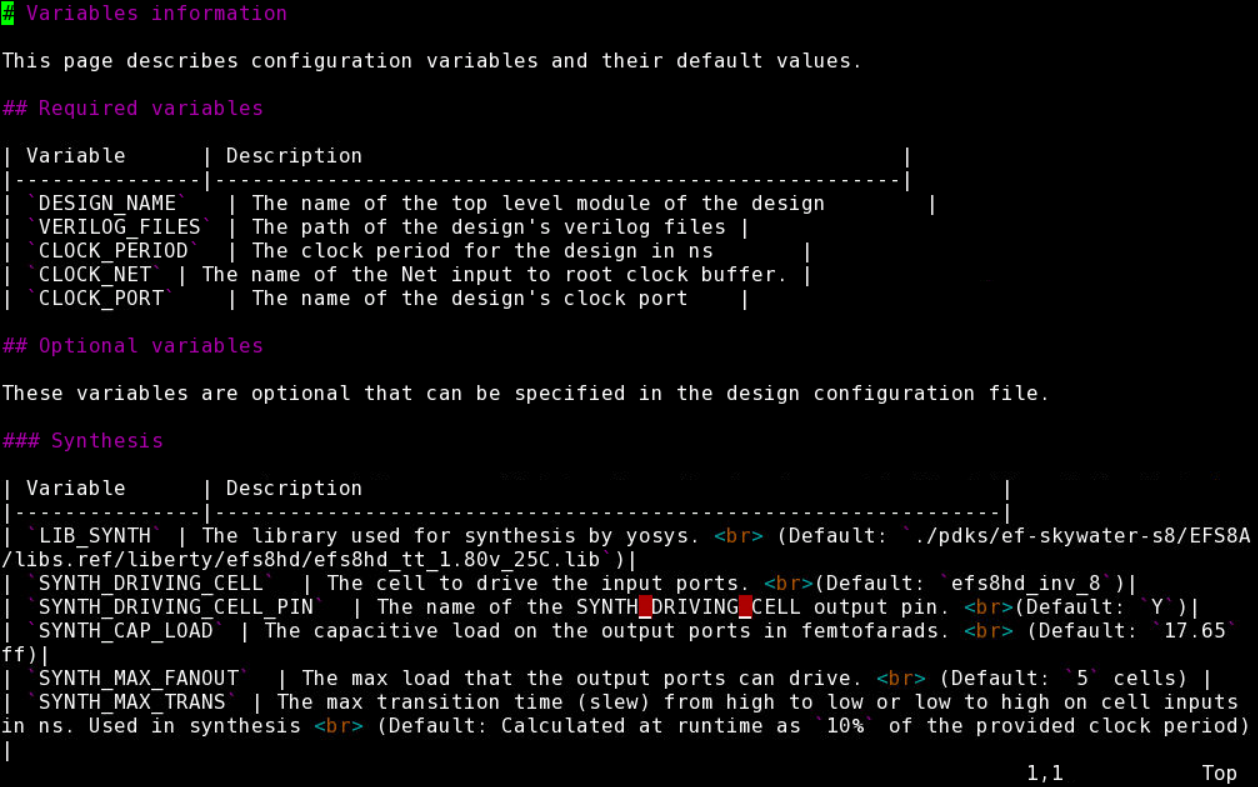 # Variables information
This page describes configuration variables and their default values.
## Required variables
| Variable      | Description                                            |
|---------------|-------------------------------------------------------|
| `DESIGN_NAME`   | The name of the top level module of the design        |
| `VERILOG_FILES` | The path of the design's verilog files |
| `CLOCK_PERIOD`  | The clock period for the design in ns       |
| `CLOCK_NET` | The name of the Net input to root clock buffer. |
| `CLOCK_PORT`    | The name of the design's clock port    |
## Optional variables
These variables are optional that can be specified in the design configuration file.
### Synthesis
| Variable      | Description                                                    |
|---------------|---------------------------------------------------------------|
| `LIB_SYNTH` | The library used for synthesis by yosys. <br> (Default: `./pdks/ef-skywater-s8/EFS8A
/libs.ref/liberty/efs8hd/efs8hd_tt_1.80v_25C.lib`)|
| `SYNTH_DRIVING_CELL`  | The cell to drive the input ports. <br>(Default: `efs8hd_inv_8`)|
| `SYNTH_DRIVING_CELL_PIN`  | The name of the SYNTH_DRIVING_CELL output pin. <br>(Default: `Y`)|
| `SYNTH_CAP_LOAD` | The capacitive load on the output ports in femtofarads. <br> (Default: `17.65`
ff)|
| `SYNTH_MAX_FANOUT`  | The max load that the output ports can drive. <br> (Default: `5` cells) |
| `SYNTH_MAX_TRANS` | The max transition time (slew) from high to low or low to high on cell inputs
in ns. Used in synthesis <br> (Default: Calculated at runtime as `10%` of the provided clock period)
|
1,1 Top